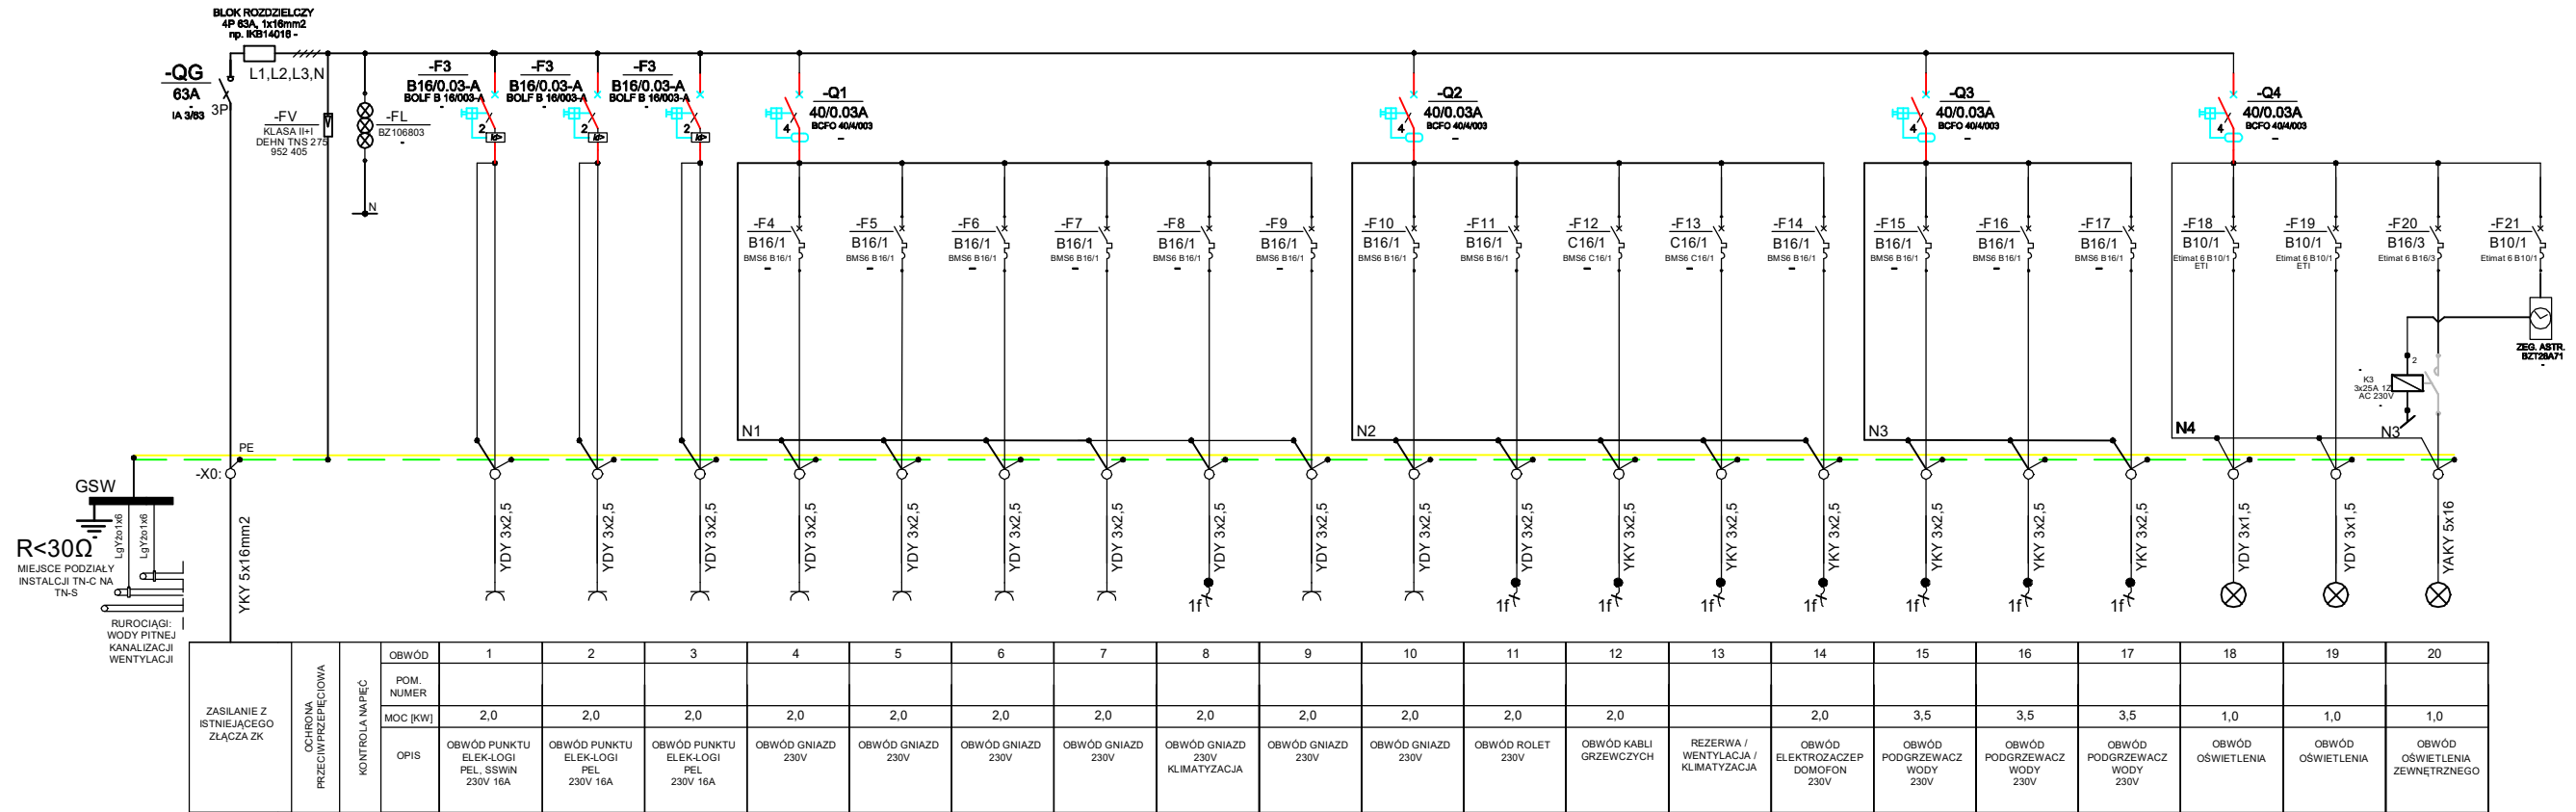 BLOK ROZDZIELCZY
4P 63A, 1x16mm2
np. IKB14016 -
L1,L2,L3,N
-QG
63A
IA 3/63
3P
-FV
KLASA II+I
DEHN TNS 275
952 405
-FL
BZ106803
-
N
-F3
B16/0.03-A
BOLF B 16/003-A
-
2
-F3
B16/0.03-A
BOLF B 16/003-A
-
2
-F3
B16/0.03-A
BOLF B 16/003-A
-
2
-Q1
40/0.03A
BCFO 40/4/003
-
4
-Q2
40/0.03A
BCFO 40/4/003
-
4
-Q3
40/0.03A
BCFO 40/4/003
-
4
-Q4
40/0.03A
BCFO 40/4/003
-
4
-F4
B16/1
BMS6 B16/1
-
-F5
B16/1
BMS6 B16/1
-
-F6
B16/1
BMS6 B16/1
-
-F7
B16/1
BMS6 B16/1
-
-F8
B16/1
BMS6 B16/1
-
-F9
B16/1
BMS6 B16/1
-
-F10
B16/1
BMS6 B16/1
-
-F11
B16/1
BMS6 B16/1
-
-F12
C16/1
BMS6 C16/1
-
-F13
C16/1
BMS6 C16/1
-
-F14
B16/1
BMS6 B16/1
-
-F15
B16/1
BMS6 B16/1
-
-F16
B16/1
BMS6 B16/1
-
-F17
B16/1
BMS6 B16/1
-
-F18
B10/1
Etimat 6 B10/1
ETI
-F19
B10/1
Etimat 6 B10/1
ETI
-F20
B16/3
Etimat 6 B16/3
-F21
B10/1
Etimat 6 B10/1
ZEG. ASTR.
BZT26A71
-
2
-
K3
3x25A 1Z
AC 230V
-
N3
N1
N2
N3
N4
PE
-X0:
GSW
LgYżo1x6
LgYżo1x6
R<30Ω
MIEJSCE PODZIAŁY
INSTALCJI TN-C NA
TN-S
RUROCIĄGI:
WODY PITNEJ
KANALIZACJI
WENTYLACJI
YKY 5x16mm2
YDY 3x2,5
YDY 3x2,5
YDY 3x2,5
YDY 3x2,5
YDY 3x2,5
YDY 3x2,5
YDY 3x2,5
YDY 3x2,5
YDY 3x2,5
YDY 3x2,5
YKY 3x2,5
YKY 3x2,5
YKY 3x2,5
YKY 3x2,5
YKY 3x2,5
YKY 3x2,5
YKY 3x2,5
YDY 3x1,5
YDY 3x1,5
YAKY 5x16
1f
1f
1f
1f
1f
1f
1f
1f
ZASILANIE Z
ISTNIEJĄCEGO
ZŁĄCZA ZK
OCHRONA
PRZECIWPRZEPIĘCIOWA
KONTROLA NAPIĘĆ
OBWÓD 1 2 3 4 5 6 7 8 9 10 11 12 13 14 15 16 17 18 19 20
POM.
NUMER
MOC [KW] 2,0 2,0 2,0 2,0 2,0 2,0 2,0 2,0 2,0 2,0 2,0 2,0 2,0 3,5 3,5 3,5 1,0 1,0 1,0
OPIS
OBWÓD PUNKTU
ELEK-LOGI
PEL, SSWiN
230V 16A
OBWÓD PUNKTU
ELEK-LOGI
PEL
230V 16A
OBWÓD PUNKTU
ELEK-LOGI
PEL
230V 16A
OBWÓD GNIAZD
230V
OBWÓD GNIAZD
230V
OBWÓD GNIAZD
230V
OBWÓD GNIAZD
230V
OBWÓD GNIAZD
230V
KLIMATYZACJA
OBWÓD GNIAZD
230V
OBWÓD GNIAZD
230V
OBWÓD ROLET
230V
OBWÓD KABLI
GRZEWCZYCH
REZERWA /
WENTYLACJA /
KLIMATYZACJA
OBWÓD
ELEKTROZACZEP
DOMOFON
230V
OBWÓD
PODGRZEWACZ
WODY
230V
OBWÓD
PODGRZEWACZ
WODY
230V
OBWÓD
PODGRZEWACZ
WODY
230V
OBWÓD
OŚWIETLENIA
OBWÓD
OŚWIETLENIA
OBWÓD
OŚWIETLENIA
ZEWNĘTRZNEGO